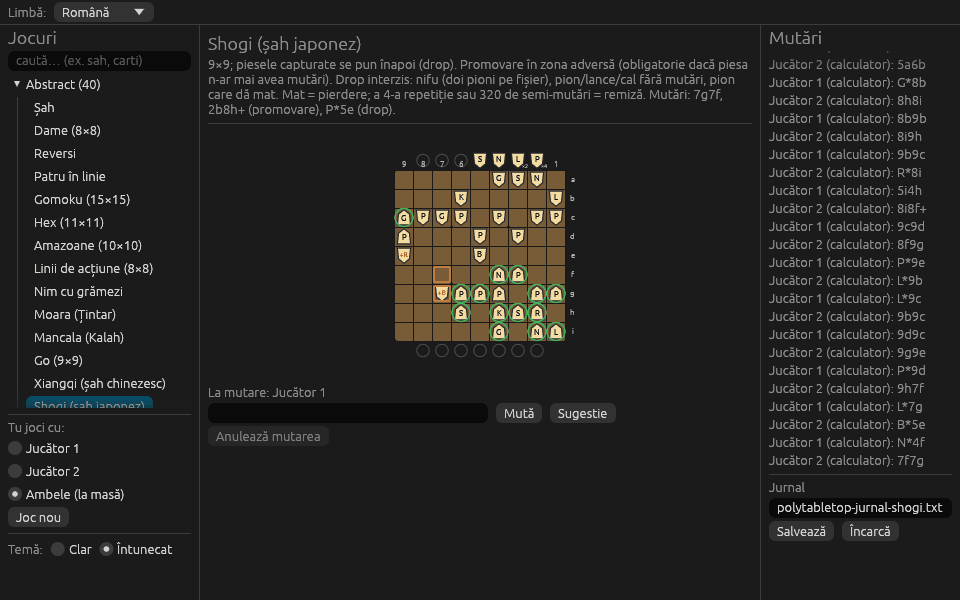 Limbă: Română
Jocuri
caută... (ex. sah, carti)
Abstract (40)
Șah
Dame (8×8)
Reversi
Patru în linie
Gomoku (15×15)
Hex (11×11)
Amazoane (10×10)
Linii de acțiune (8×8)
Nim cu grămezi
Moara (Țintar)
Mancala (Kalah)
Go (9×9)
Xiangqi (șah chinezesc)
Shogi (șah japonez)
Tu joci cu:
Jucător 1
Jucător 2
Ambele (la masă)
Joc nou
Temă: Clar Întunecat
Shogi (șah japonez)
9×9; piesele capturate se pun înapoi (drop). Promovare în zona adversă (obligatorie dacă piesa
n-ar mai avea mutări). Drop interzis: nifu (doi pioni pe fișier), pion/lance/cal fără mutări, pion
care dă mat. Mat = pierdere; a 4-a repetiție sau 320 de semi-mutări = remiză. Mutări: 7g7f,
2b8h+ (promovare), P*5e (drop).
S N L P
9 8 7 6 1
G S N a
K L b
G P G P P P P c
P P P d
+R B e
N P f
+B P P P P P g
S K S R h
G N L i
La mutare: Jucător 1
Mută Sugestie
Anulează mutarea
Mutări
Jucător 2 (calculator): 5a6b
Jucător 1 (calculator): G*8b
Jucător 2 (calculator): 8h8i
Jucător 1 (calculator): 8b9b
Jucător 2 (calculator): 8i9h
Jucător 1 (calculator): 9b9c
Jucător 2 (calculator): R*8i
Jucător 1 (calculator): 5i4h
Jucător 2 (calculator): 8i8f+
Jucător 1 (calculator): 9c9d
Jucător 2 (calculator): 8f9g
Jucător 1 (calculator): P*9e
Jucător 2 (calculator): L*9b
Jucător 1 (calculator): L*9c
Jucător 2 (calculator): 9b9c
Jucător 1 (calculator): 9d9c
Jucător 2 (calculator): 9g9e
Jucător 1 (calculator): P*9d
Jucător 2 (calculator): 9h7f
Jucător 1 (calculator): L*7g
Jucător 2 (calculator): B*5e
Jucător 1 (calculator): N*4f
Jucător 2 (calculator): 7f7g
Jurnal
polytabletop-jurnal-shogi.txt
Salvează Încarcă